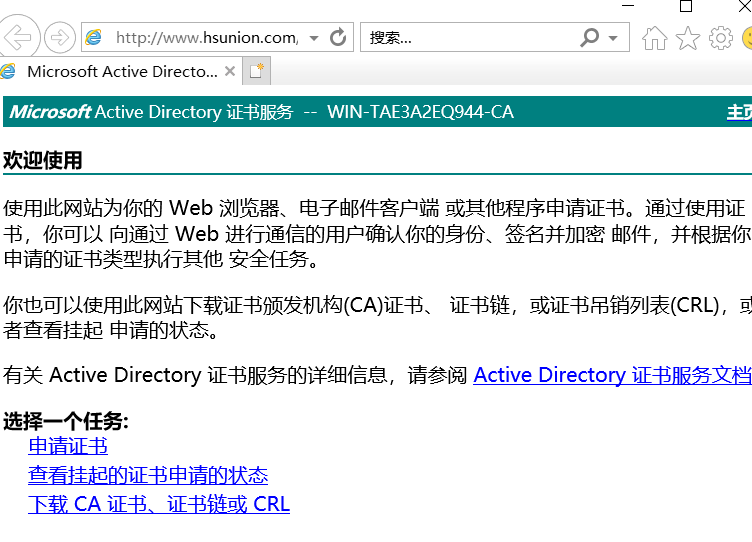 http://www.hsunion.com,
搜索...
Microsoft Active Directo...
Microsoft Active Directory 证书服务 -- WIN-TAE3A2EQ944-CA 主页
欢迎使用
使用此网站为你的 Web 浏览器、电子邮件客户端 或其他程序申请证书。通过使用证
书，你可以 向通过 Web 进行通信的用户确认你的身份、签名并加密 邮件，并根据你
申请的证书类型执行其他 安全任务。
你也可以使用此网站下载证书颁发机构(CA)证书、 证书链，或证书吊销列表(CRL)，或
者查看挂起 申请的状态。
有关 Active Directory 证书服务的详细信息，请参阅 Active Directory 证书服务文档
选择一个任务:
申请证书
查看挂起的证书申请的状态
下载 CA 证书、证书链或 CRL